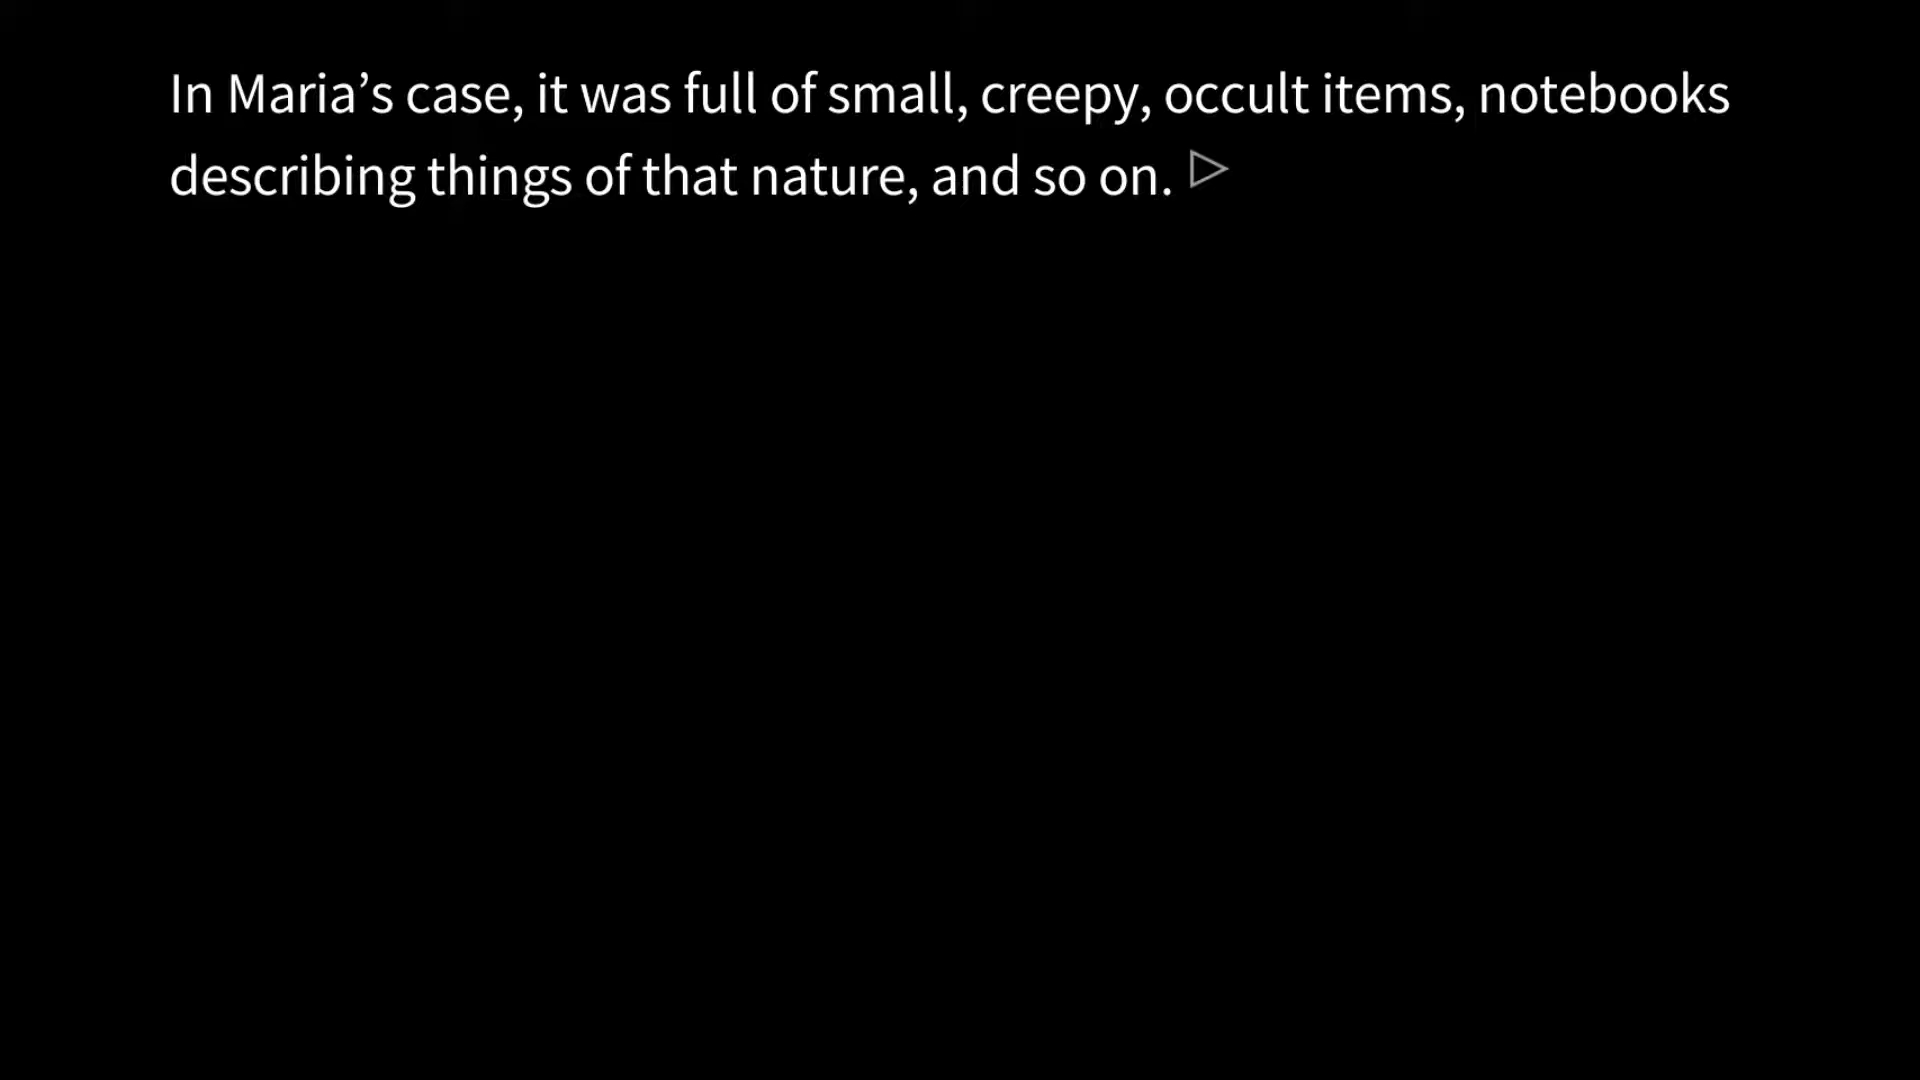 In Maria’s case, it was full of small, creepy, occult items, notebooks
describing things of that nature, and so on.